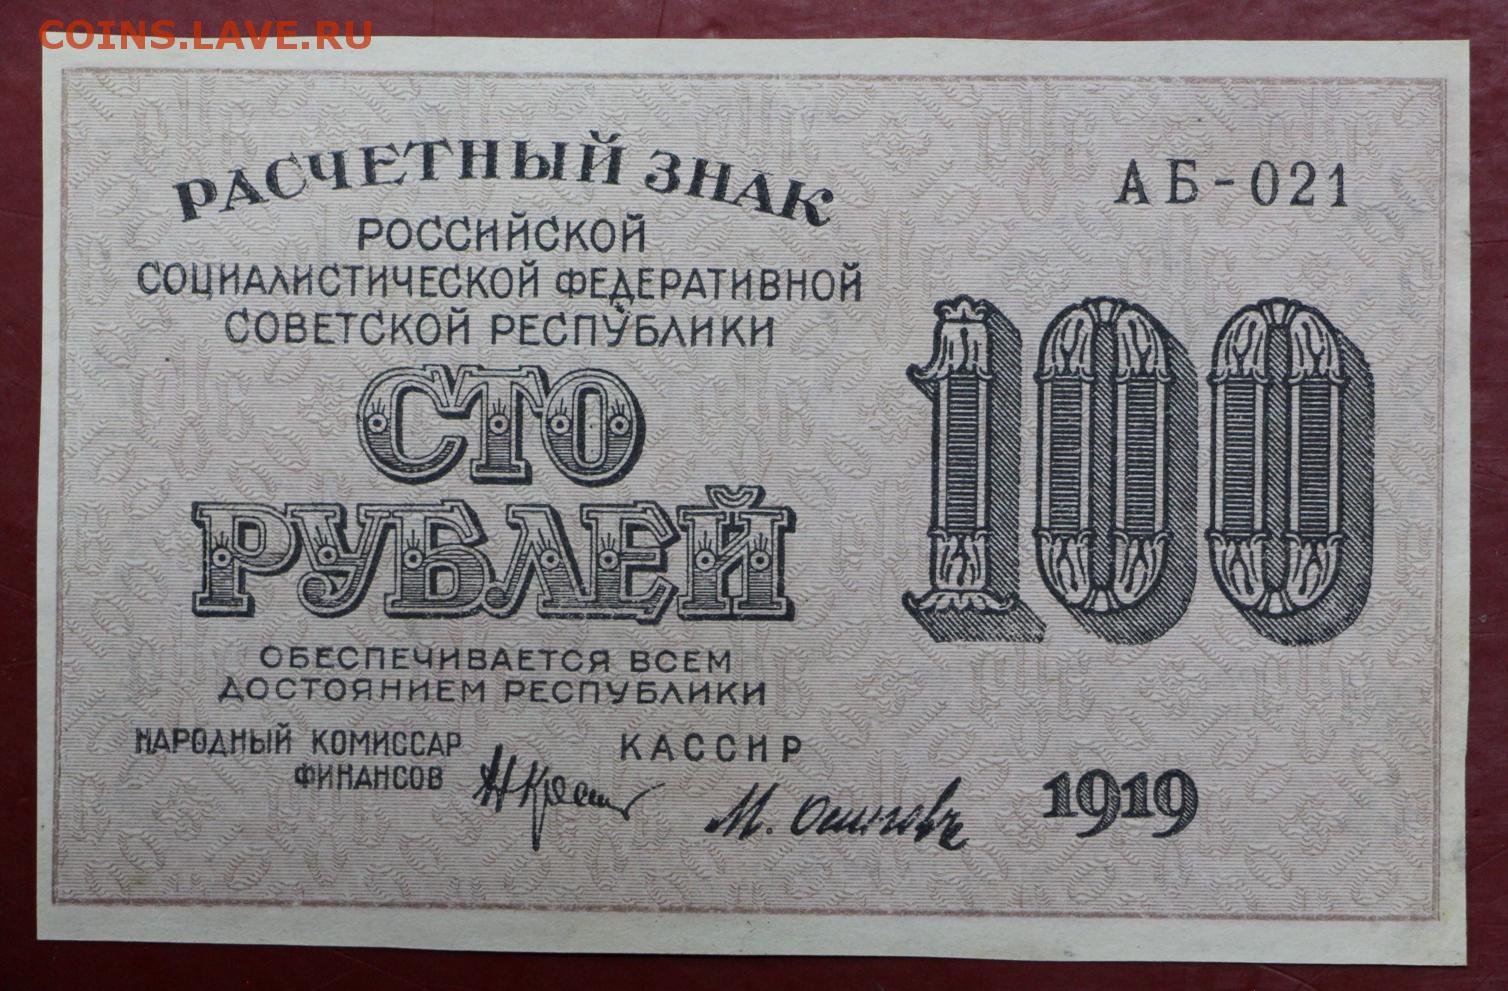 COINS.LAVE.RU
РАСЧЕТНЫЙ ЗНАК
АБ-021
РОССИЙСКОЙ
СОЦИАЛИСТИЧЕСКОЙ ФЕДЕРАТИВНОЙ
СОВЕТСКОЙ РЕСПУБЛИКИ
СТО
РУБЛЕЙ
100
ОБЕСПЕЧИВАЕТСЯ ВСЕМ
ДОСТОЯНИЕМ РЕСПУБЛИКИ
НАРОДНЫЙ КОМИССАР
ФИНАНСОВ
КАССИР
М. Осиповъ
1919